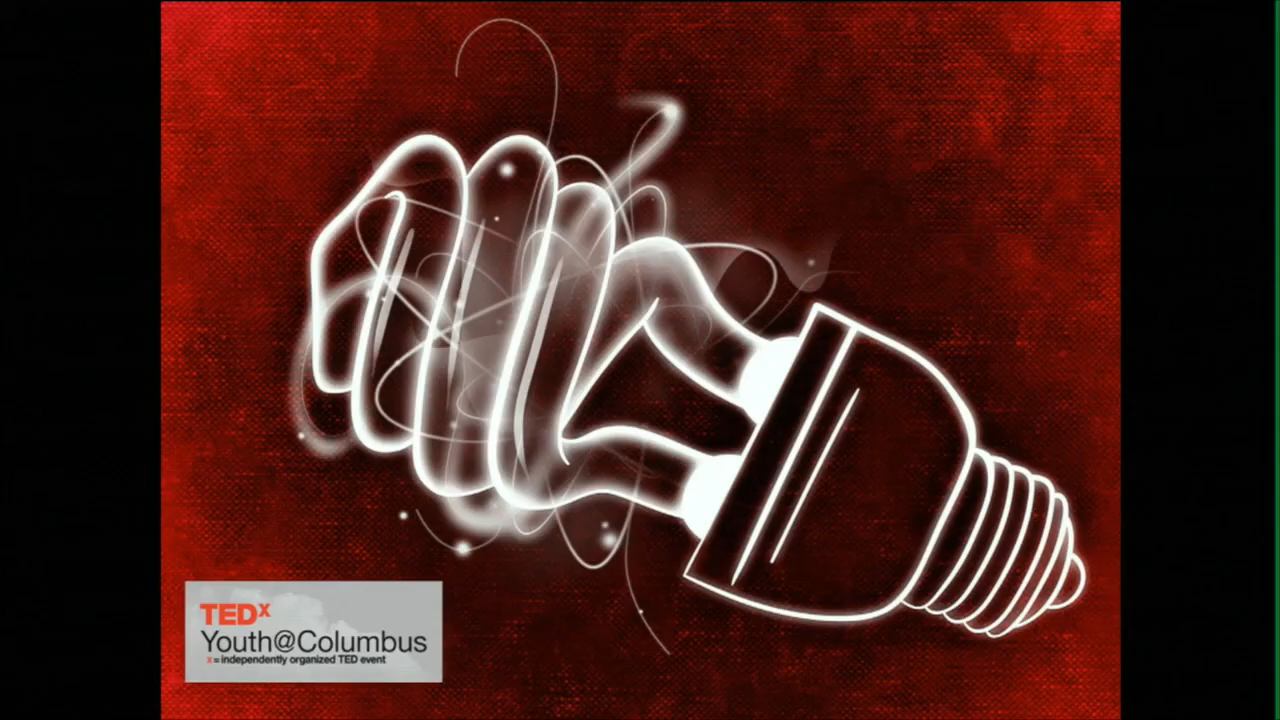 TEDx
Youth@Columbus
x = independently organized TED event